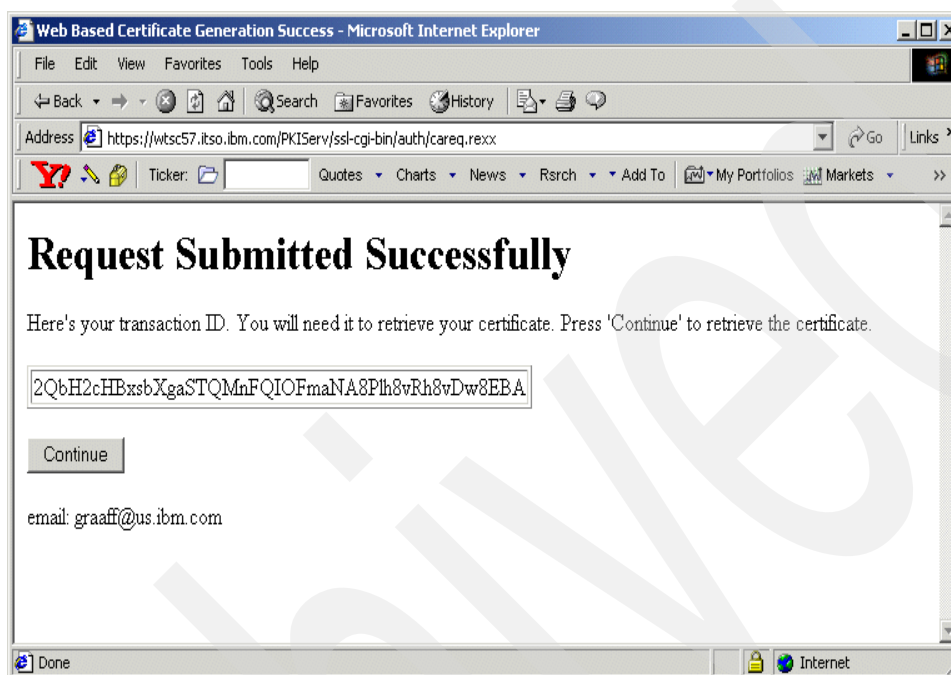 Web Based Certificate Generation Success - Microsoft Internet Explorer
File Edit View Favorites Tools Help
Back Search Favorites History
Address https://wtsc57.itso.ibm.com/PKIServ/ssl-cgi-bin/auth/careq.rexx Go Links
Y! Ticker: Quotes Charts News Rsrch Add To My Portfolios Markets »
Request Submitted Successfully
Here's your transaction ID. You will need it to retrieve your certificate. Press 'Continue' to retrieve the certificate.
2QbH2cHBxsbXgaSTQMnFQIOFmaNA8Plh8vRh8vDw8EBA
Continue
email: graaff@us.ibm.com
Done Internet